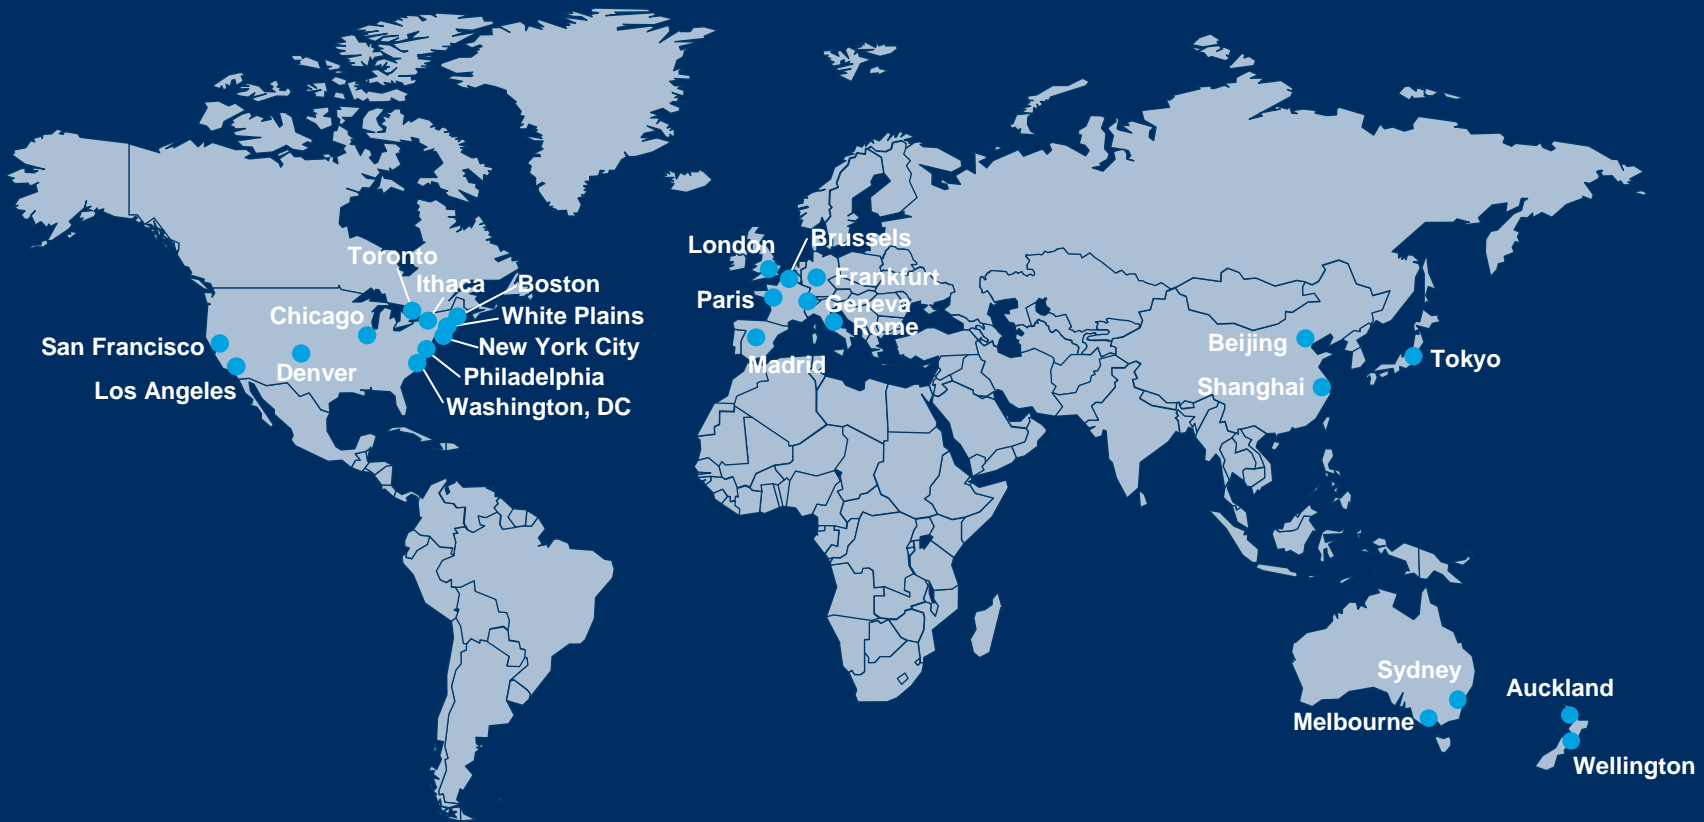 London
Brussels
Toronto
Ithaca
Boston
Frankfurt
Paris
Geneva
Chicago
White Plains
Rome
San Francisco
New York City
Beijing
Tokyo
Denver
Madrid
Philadelphia
Shanghai
Los Angeles
Washington, DC
Sydney
Auckland
Melbourne
Wellington